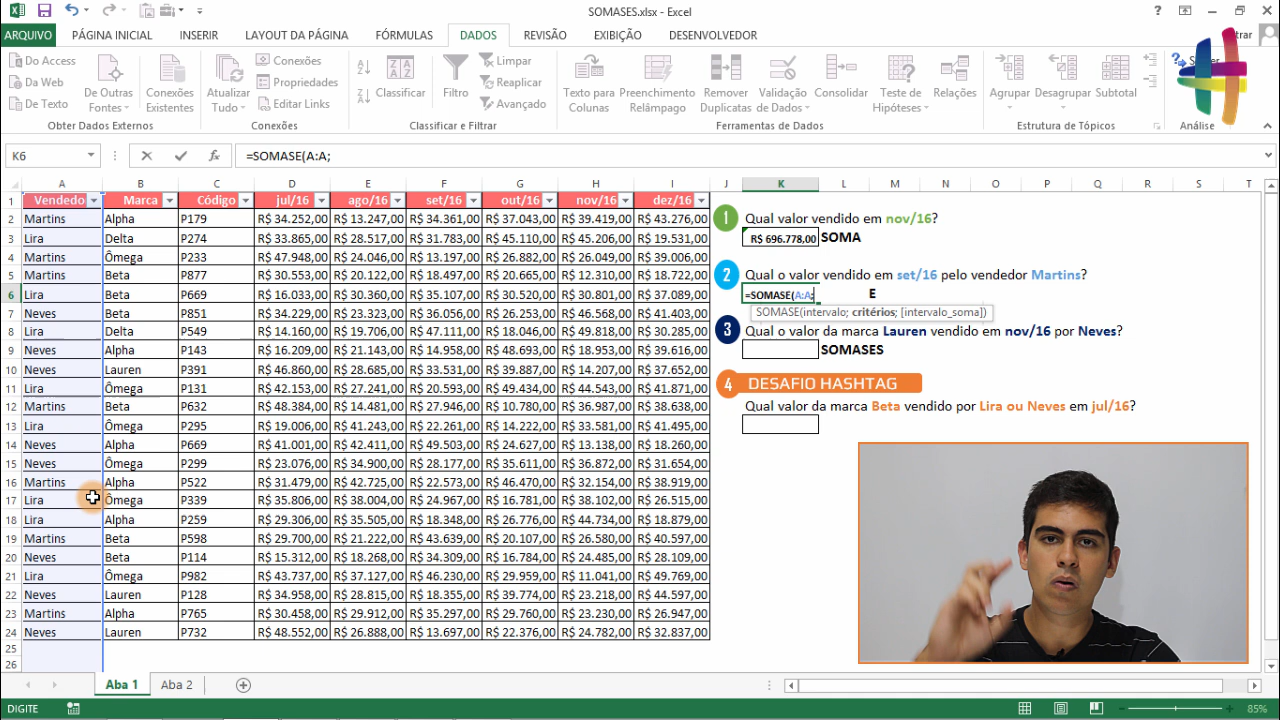 SOMASES.xlsx - Excel
ARQUIVO PÁGINA INICIAL INSERIR LAYOUT DA PÁGINA FÓRMULAS DADOS REVISÃO EXIBIÇÃO DESENVOLVEDOR
Do Access
Da Web
De Texto
De Outras Fontes
Conexões Existentes
Atualizar Tudo
Conexões
Propriedades
Editar Links
Classificar
Filtro
Limpar
Reaplicar
Avançado
Texto para Colunas
Preenchimento Relâmpago
Remover Duplicatas
Validação de Dados
Consolidar
Teste de Hipóteses
Relações
Agrupar
Desagrupar
Subtotal
Obter Dados Externos Conexões Classificar e Filtrar Ferramentas de Dados Estrutura de Tópicos Análise
K6 =SOMASE(A:A;
A B C D E F G H I J K L M N O P Q R S T
1 Vendedo Marca Código jul/16 ago/16 set/16 out/16 nov/16 dez/16
2 Martins Alpha P179 R$ 34.252,00 R$ 13.247,00 R$ 34.361,00 R$ 37.043,00 R$ 39.419,00 R$ 43.276,00
3 Lira Delta P274 R$ 33.865,00 R$ 28.517,00 R$ 31.783,00 R$ 45.110,00 R$ 45.206,00 R$ 19.531,00
4 Martins Ômega P233 R$ 47.948,00 R$ 24.046,00 R$ 13.197,00 R$ 26.882,00 R$ 26.049,00 R$ 39.006,00
5 Martins Beta P877 R$ 30.553,00 R$ 20.122,00 R$ 18.497,00 R$ 20.665,00 R$ 12.310,00 R$ 18.722,00
6 Lira Beta P669 R$ 16.033,00 R$ 30.360,00 R$ 35.107,00 R$ 30.520,00 R$ 30.801,00 R$ 37.089,00
7 Neves Beta P851 R$ 34.229,00 R$ 23.323,00 R$ 36.056,00 R$ 26.253,00 R$ 46.568,00 R$ 41.403,00
8 Lira Delta P549 R$ 14.160,00 R$ 19.706,00 R$ 47.111,00 R$ 18.046,00 R$ 49.818,00 R$ 30.285,00
9 Neves Alpha P143 R$ 16.209,00 R$ 21.143,00 R$ 14.958,00 R$ 48.693,00 R$ 18.953,00 R$ 39.616,00
10 Neves Lauren P391 R$ 46.860,00 R$ 28.685,00 R$ 33.531,00 R$ 39.887,00 R$ 14.207,00 R$ 37.652,00
11 Lira Ômega P131 R$ 42.153,00 R$ 27.241,00 R$ 20.593,00 R$ 49.434,00 R$ 44.543,00 R$ 41.871,00
12 Martins Beta P632 R$ 48.384,00 R$ 14.481,00 R$ 27.946,00 R$ 10.780,00 R$ 36.987,00 R$ 38.638,00
13 Lira Ômega P295 R$ 19.006,00 R$ 41.243,00 R$ 22.261,00 R$ 14.222,00 R$ 33.581,00 R$ 41.495,00
14 Neves Alpha P669 R$ 41.001,00 R$ 42.411,00 R$ 49.503,00 R$ 24.627,00 R$ 13.138,00 R$ 18.260,00
15 Neves Ômega P299 R$ 23.076,00 R$ 34.900,00 R$ 28.177,00 R$ 35.611,00 R$ 36.872,00 R$ 31.654,00
16 Martins Alpha P522 R$ 31.479,00 R$ 42.725,00 R$ 22.573,00 R$ 46.470,00 R$ 32.154,00 R$ 38.919,00
17 Lira Ômega P339 R$ 35.806,00 R$ 38.004,00 R$ 24.967,00 R$ 16.731,00 R$ 38.102,00 R$ 26.515,00
18 Lira Alpha P259 R$ 29.306,00 R$ 35.505,00 R$ 18.348,00 R$ 26.776,00 R$ 44.734,00 R$ 18.879,00
19 Martins Beta P598 R$ 29.700,00 R$ 21.222,00 R$ 43.639,00 R$ 20.107,00 R$ 26.580,00 R$ 40.597,00
20 Neves Beta P114 R$ 15.312,00 R$ 18.268,00 R$ 34.309,00 R$ 16.784,00 R$ 24.485,00 R$ 28.109,00
21 Lira Ômega P982 R$ 43.737,00 R$ 37.127,00 R$ 46.230,00 R$ 29.959,00 R$ 11.041,00 R$ 49.769,00
22 Neves Lauren P128 R$ 34.958,00 R$ 22.815,00 R$ 18.355,00 R$ 39.774,00 R$ 23.218,00 R$ 44.597,00
23 Martins Alpha P765 R$ 30.458,00 R$ 29.912,00 R$ 35.297,00 R$ 29.760,00 R$ 23.130,00 R$ 26.947,00
24 Neves Lauren P732 R$ 48.552,00 R$ 26.888,00 R$ 13.697,00 R$ 22.376,00 R$ 24.782,00 R$ 32.837,00
25
26
1 Qual valor vendido em nov/16?
R$ 696.778,00 SOMA
2 Qual o valor vendido em set/16 pelo vendedor Martins?
=SOMASE(A:A; E
SOMASE(intervalo; critérios; [intervalo_soma])
3 Qual o valor da marca Lauren vendido em nov/16 por Neves?
SOMASES
4 DESAFIO HASHTAG
Qual valor da marca Beta vendido por Lira ou Neves em jul/16?
Aba 1 Aba 2
DIGITE 85%